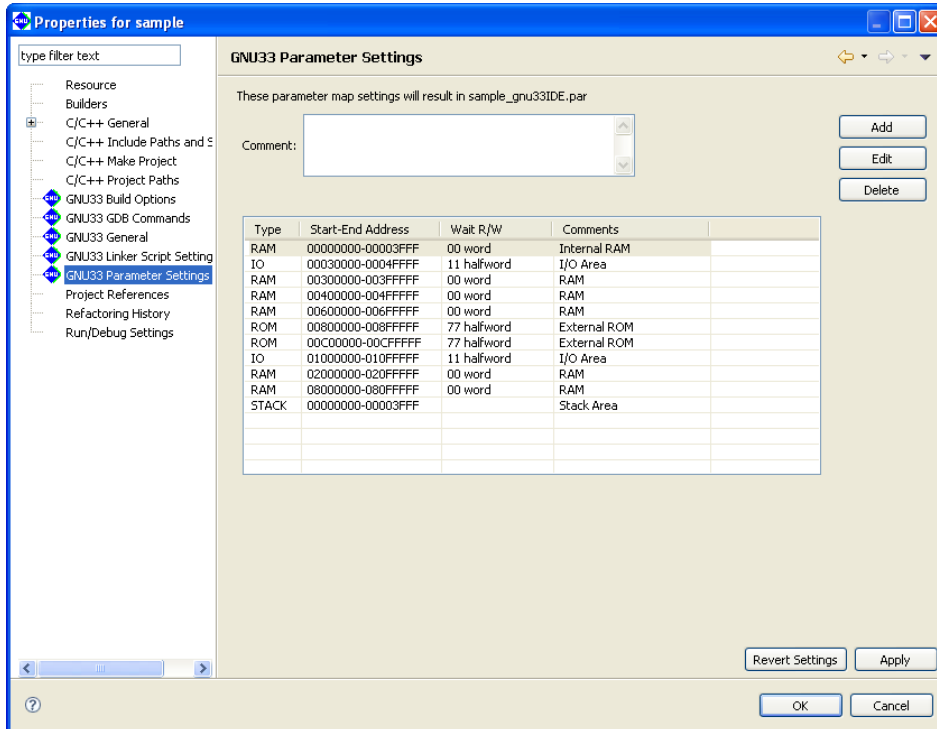 Properties for sample
type filter text
Resource
Builders
C/C++ General
C/C++ Include Paths and S
C/C++ Make Project
C/C++ Project Paths
GNU33 Build Options
GNU33 GDB Commands
GNU33 General
GNU33 Linker Script Setting
GNU33 Parameter Settings
Project References
Refactoring History
Run/Debug Settings
GNU33 Parameter Settings
These parameter map settings will result in sample_gnu33IDE.par
Comment:
Add
Edit
Delete
Type Start-End Address Wait R/W Comments
RAM 00000000-00003FFF 00 word Internal RAM
IO 00030000-0004FFFF 11 halfword I/O Area
RAM 00300000-003FFFFF 00 word RAM
RAM 00400000-004FFFFF 00 word RAM
RAM 00600000-006FFFFF 00 word RAM
ROM 00800000-008FFFFF 77 halfword External ROM
ROM 00C00000-00CFFFFF 77 halfword External ROM
IO 01000000-010FFFFF 11 halfword I/O Area
RAM 02000000-020FFFFF 00 word RAM
RAM 08000000-080FFFFF 00 word RAM
STACK 00000000-00003FFF Stack Area
Revert Settings Apply
OK Cancel